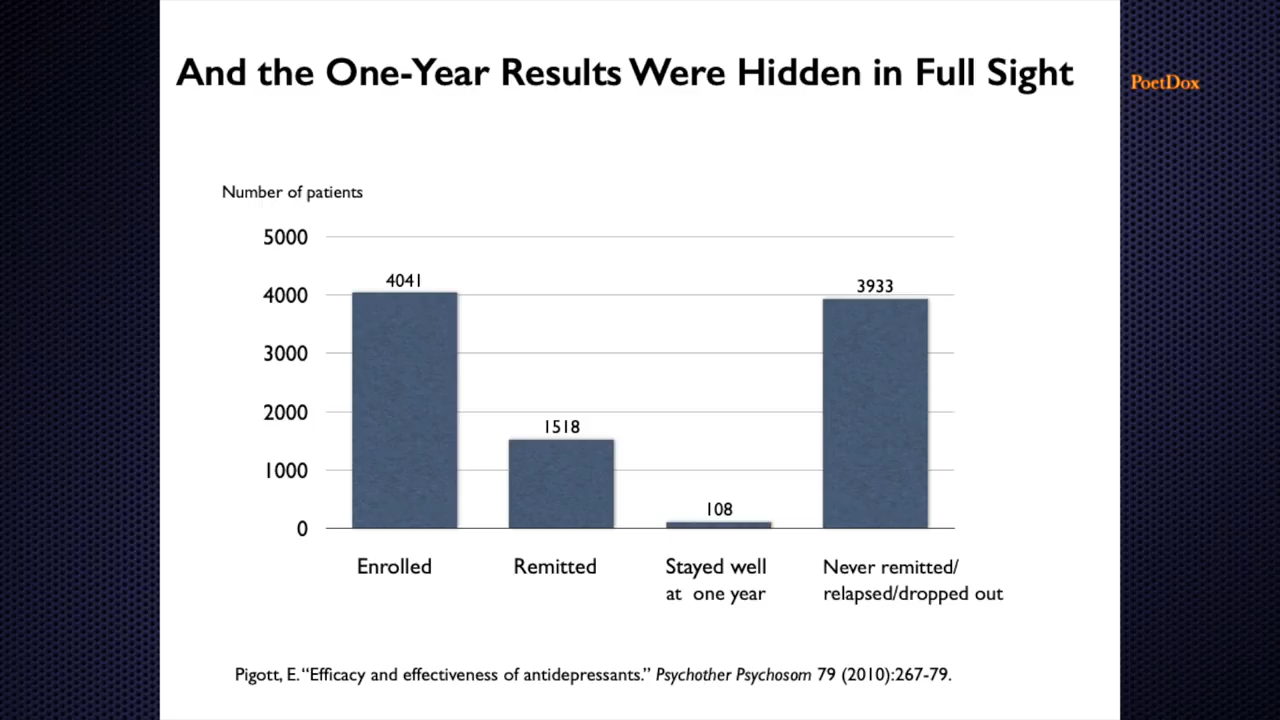 And the One-Year Results Were Hidden in Full Sight
PoetDox
Number of patients
5000
4000
3000
2000
1000
0
4041
1518
108
3933
Enrolled
Remitted
Stayed well
at one year
Never remitted/
relapsed/dropped out
Pigott, E. “Efficacy and effectiveness of antidepressants.” Psychother Psychosom 79 (2010):267-79.